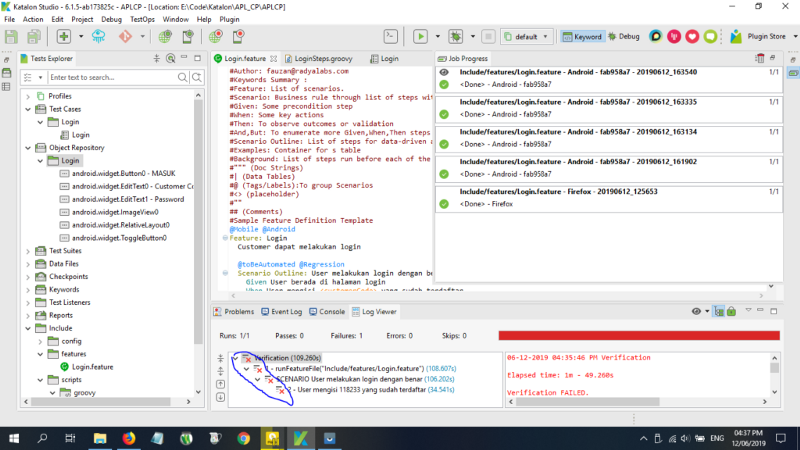 Katalon Studio - 6.1.5-ab173825c - APLCP - [Location: E:\Code\Katalon\APL_CP\APLCP]
File Edit Project Debug TestOps Window Help Plugin
default
Keyword
Debug
Plugin Store
Tests Explorer
Enter text to search...
Profiles
Test Cases
Login
Login
Object Repository
Login
android.widget.Button0 - MASUK
android.widget.EditText0 - Customer Co
android.widget.EditText1 - Password
android.widget.ImageView0
android.widget.RelativeLayout0
android.widget.ToggleButton0
Test Suites
Data Files
Checkpoints
Keywords
Test Listeners
Reports
Include
config
features
Login.feature
scripts
groovy
Login.feature
LoginSteps.groovy
Login
#Author: fauzan@radyalabs.com
#Keywords Summary :
#Feature: List of scenarios.
#Scenario: Business rule through list of steps wit
#Given: Some precondition step
#When: Some key actions
#Then: To observe outcomes or validation
#And,But: To enumerate more Given,When,Then steps
#Scenario Outline: List of steps for data-driven a
#Examples: Container for s table
#Background: List of steps run before each of the
#""" (Doc Strings)
#| (Data Tables)
#@ (Tags/Labels):To group Scenarios
#<> (placeholder)
#""
## (Comments)
#Sample Feature Definition Template
@Mobile @Android
Feature: Login
Customer dapat melakukan login
@toBeAutomated @Regression
Scenario Outline: User melakukan login dengan be
Given User berada di halaman login
When User mengisi <customerCode> yang sudah terdaftar
Job Progress
Include/features/Login.feature - Android - fab958a7 - 20190612_163540
1/1
<Done> - Android - fab958a7
Include/features/Login.feature - Android - fab958a7 - 20190612_163335
1/1
<Done> - Android - fab958a7
Include/features/Login.feature - Android - fab958a7 - 20190612_163134
1/1
<Done> - Android - fab958a7
Include/features/Login.feature - Android - fab958a7 - 20190612_161902
1/1
<Done> - Android - fab958a7
Include/features/Login.feature - Firefox - 20190612_125653
1/1
<Done> - Firefox
Problems
Event Log
Console
Log Viewer
Runs: 1/1 Passes: 0 Failures: 1 Errors: 0 Skips: 0
Verification (109.260s)
1 - runFeatureFile("Include/features/Login.feature") (108.607s)
SCENARIO User melakukan login dengan benar (106.202s)
2 - User mengisi 118233 yang sudah terdaftar (34.541s)
06-12-2019 04:35:46 PM Verification
Elapsed time: 1m - 49.260s
Verification FAILED.
ENG
04:37 PM
12/06/2019